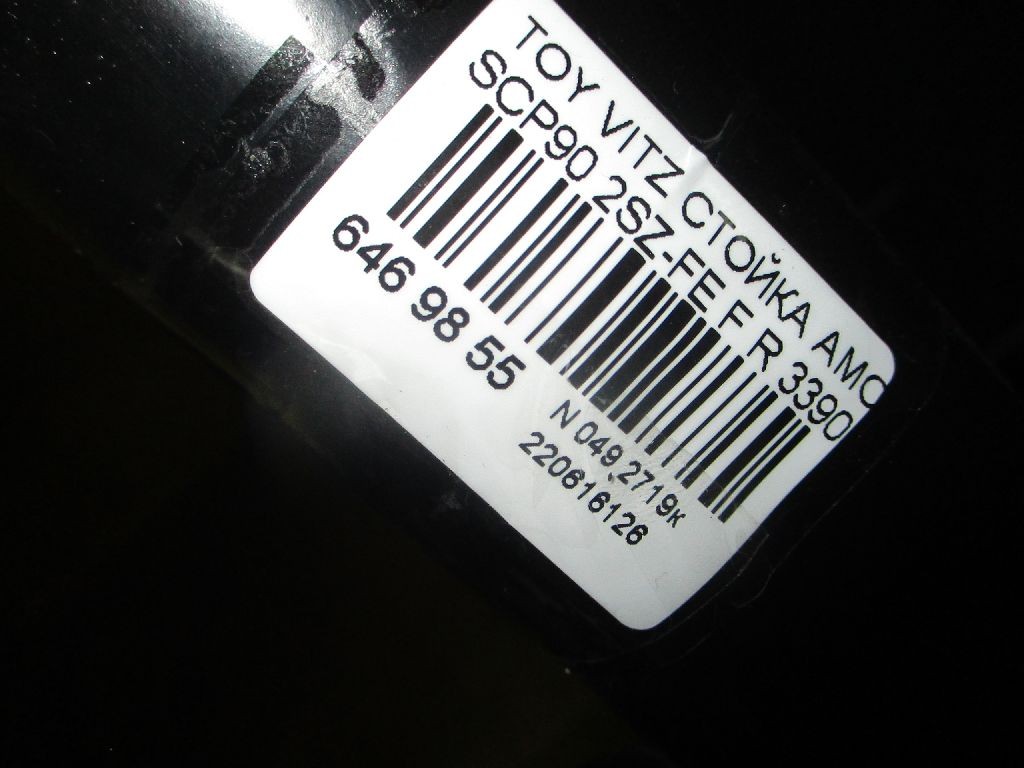 TOY VITZ СТОЙКА АМО
SCP90 2SZ-FE F R 3390
646 98 55
N 049 2719к
220616126